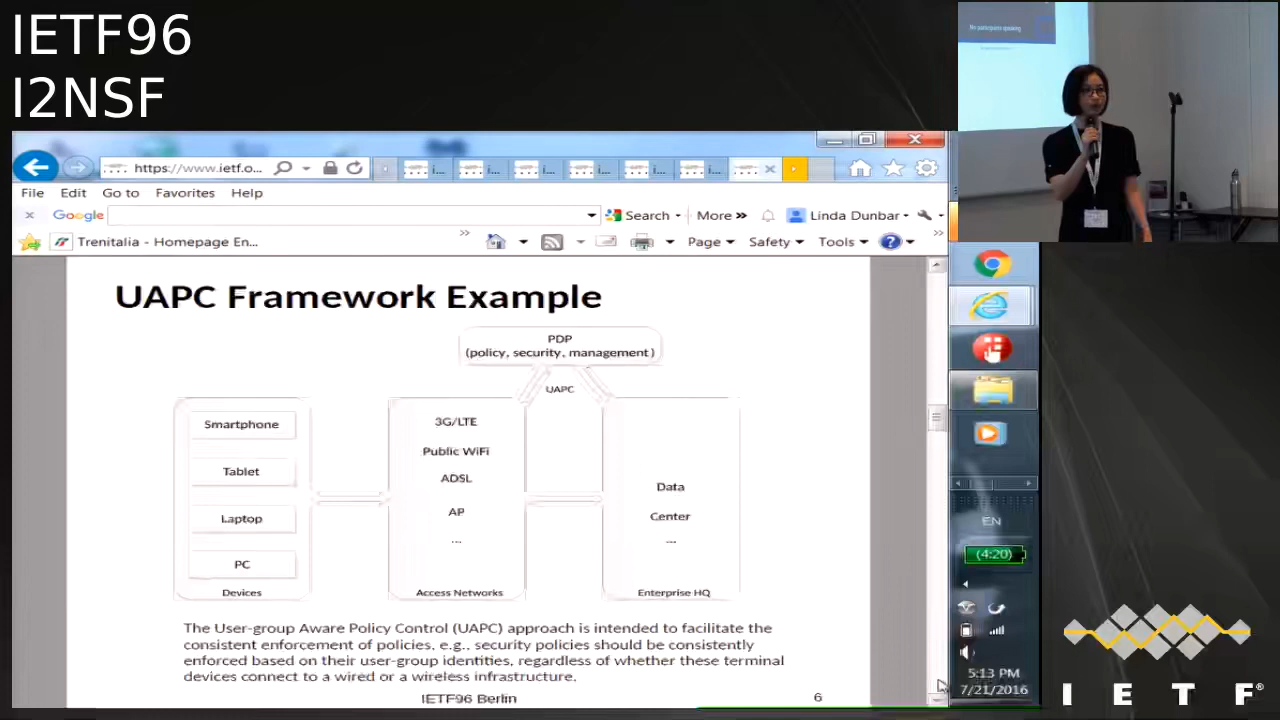 IETF96
I2NSF
No participants speaking
https://www.ietf.o...
i...
i...
i...
i...
i...
i...
File Edit Go to Favorites Help
x Google Search More » Linda Dunbar
Trenitalia - Homepage En... » Page Safety Tools ? »
UAPC Framework Example
PDP
(policy, security, management)
UAPC
Smartphone
Tablet
Laptop
PC
Devices
3G/LTE
Public WiFi
ADSL
AP
...
Access Networks
Data
Center
...
Enterprise HQ
The User-group Aware Policy Control (UAPC) approach is intended to facilitate the
consistent enforcement of policies, e.g., security policies should be consistently
enforced based on their user-group identities, regardless of whether these terminal
devices connect to a wired or a wireless infrastructure.
IETF96 Berlin 6
EN
(4:20)
5:13 PM
7/21/2016
I E T F®